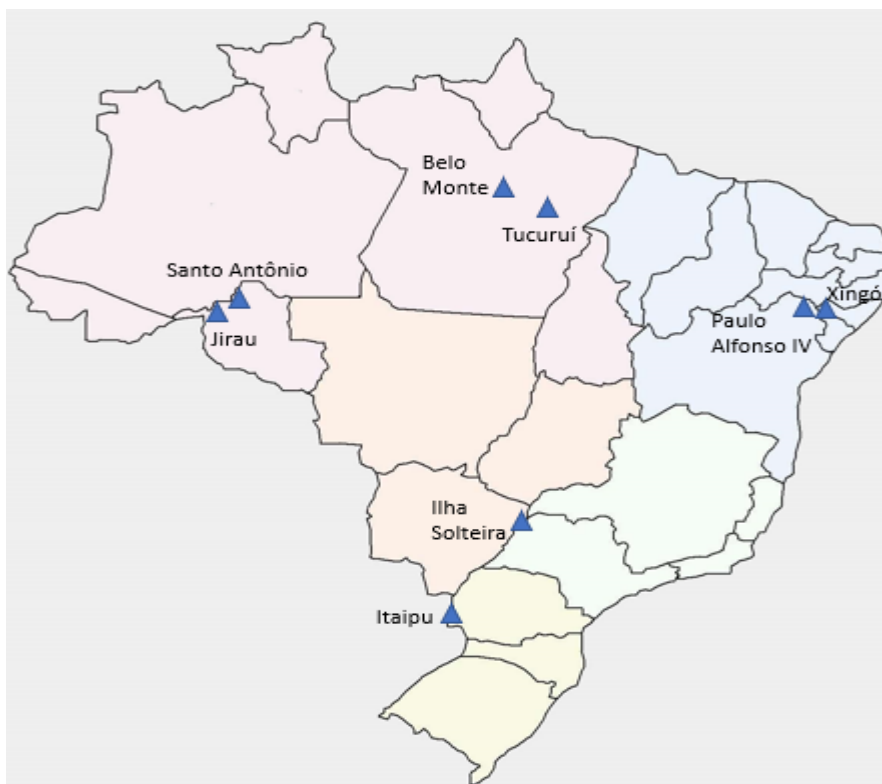 Belo
Monte
Tucuruí
Santo Antônio
Jirau
Xingó
Paulo
Alfonso IV
Ilha
Solteira
Itaipu